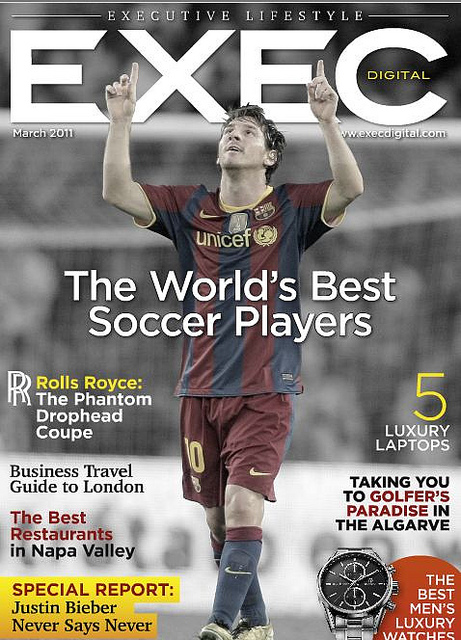 EXECUTIVE LIFESTYLE
EXEC
DIGITAL
March 2011
www.execdigital.com
unicef
The World's Best
Soccer Players
RR
Rolls Royce:
The Phantom
Drophead
Coupe
5
LUXURY
LAPTOPS
Business Travel
Guide to London
10
TAKING YOU
TO GOLFER'S
PARADISE IN
THE ALGARVE
The Best
Restaurants
in Napa Valley
SPECIAL REPORT:
Justin Bieber
Never Says Never
THE
BEST
MEN'S
LUXURY
WATCHES